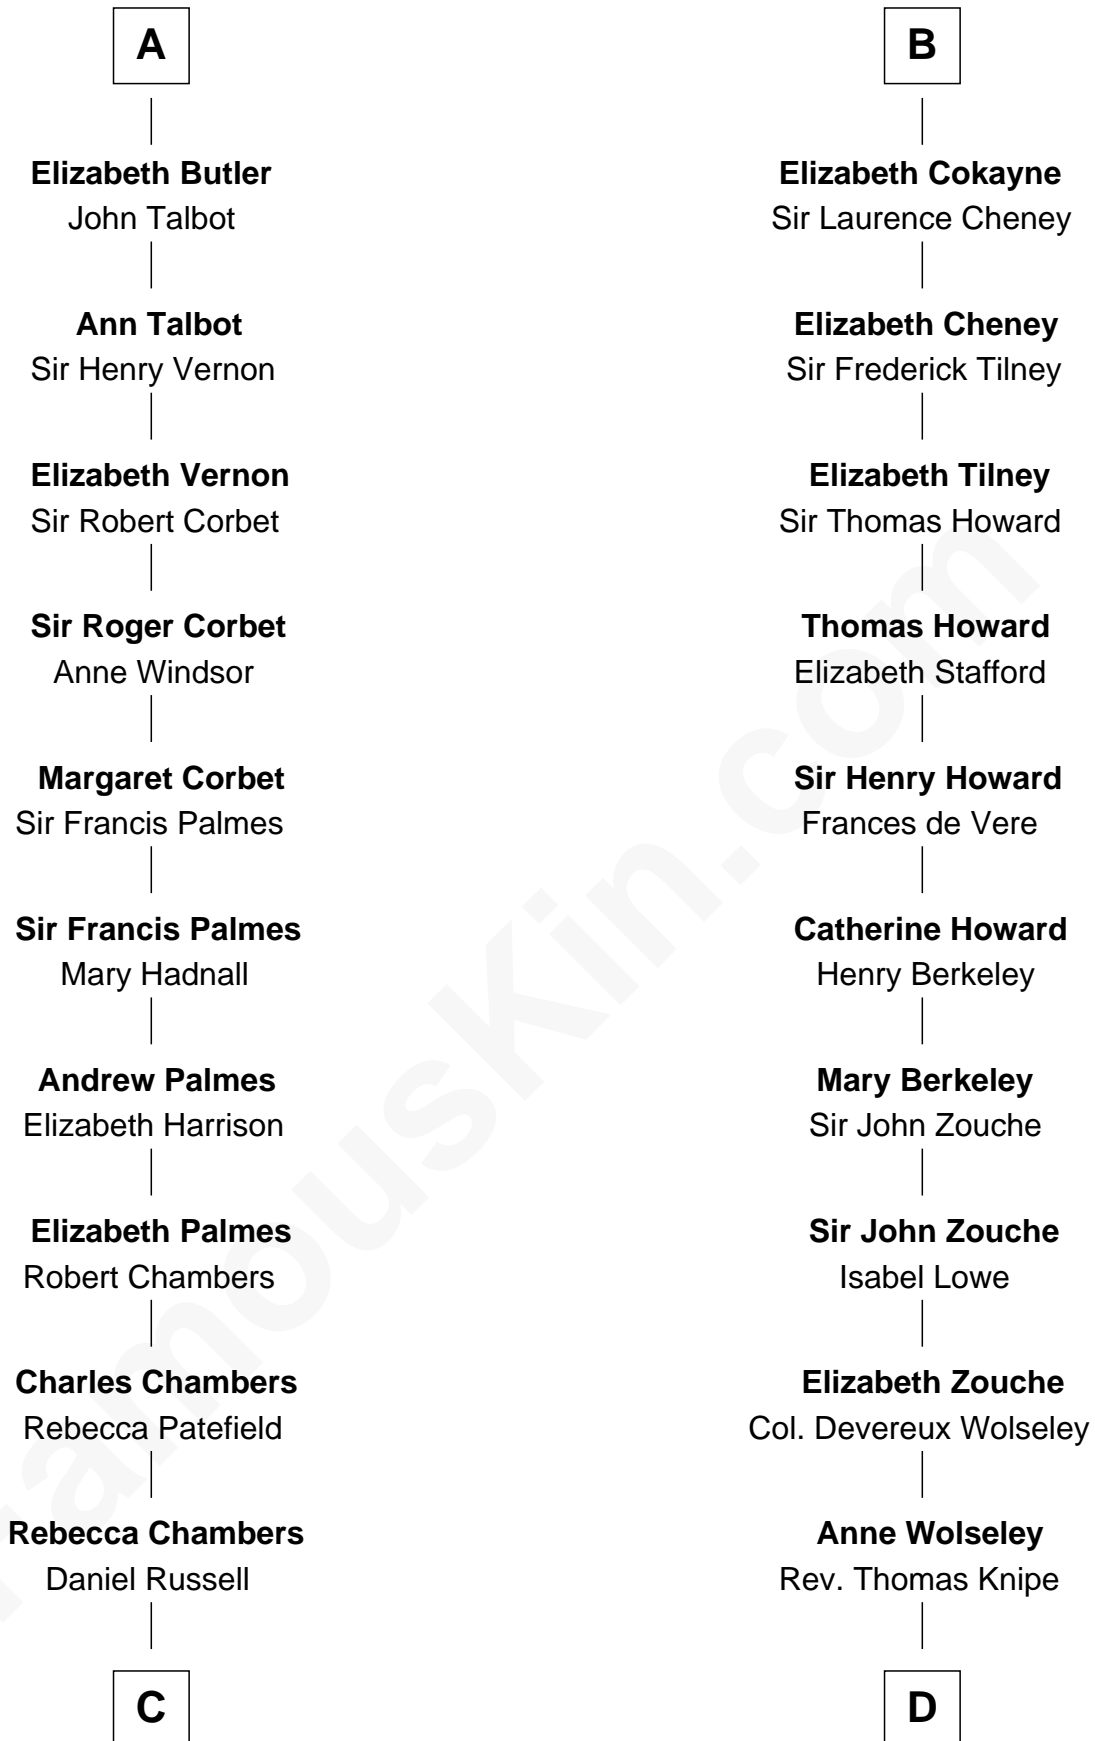 A
Elizabeth Butler
John Talbot
Ann Talbot
Sir Henry Vernon
Elizabeth Vernon
Sir Robert Corbet
Sir Roger Corbet
Anne Windsor
Margaret Corbet
Sir Francis Palmes
Sir Francis Palmes
Mary Hadnall
Andrew Palmes
Elizabeth Harrison
Elizabeth Palmes
Robert Chambers
Charles Chambers
Rebecca Patefield
Rebecca Chambers
Daniel Russell
C
B
Elizabeth Cokayne
Sir Laurence Cheney
Elizabeth Cheney
Sir Frederick Tilney
Elizabeth Tilney
Sir Thomas Howard
Thomas Howard
Elizabeth Stafford
Sir Henry Howard
Frances de Vere
Catherine Howard
Henry Berkeley
Mary Berkeley
Sir John Zouche
Sir John Zouche
Isabel Lowe
Elizabeth Zouche
Col. Devereux Wolseley
Anne Wolseley
Rev. Thomas Knipe
D
FamousKin.com